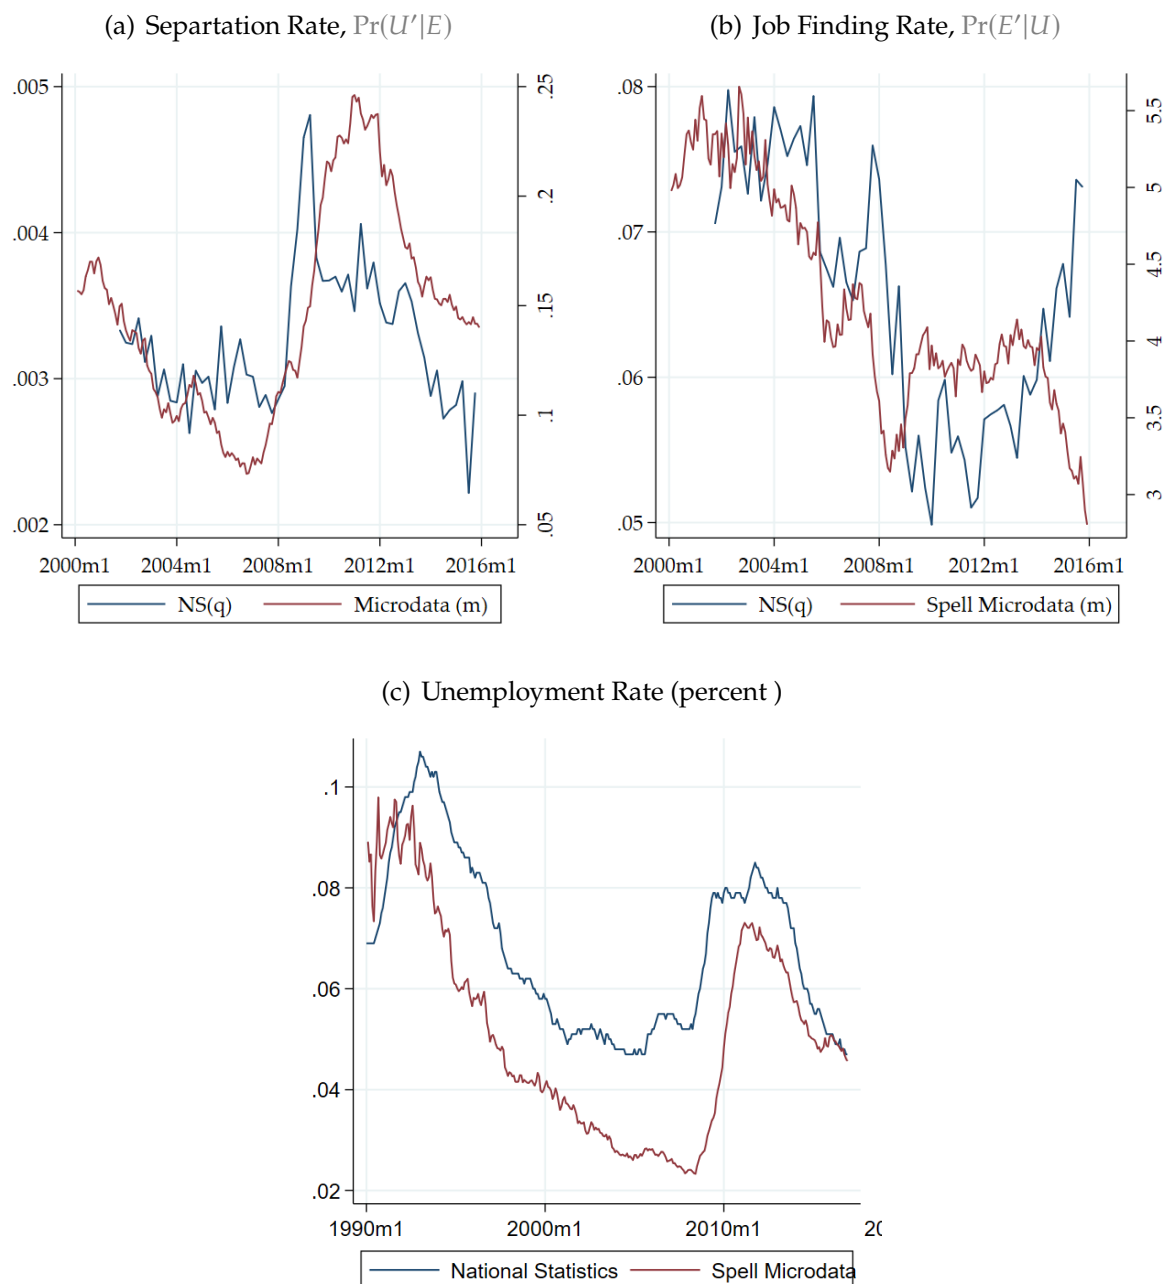 (a) Separtation Rate, Pr(U′|E)
.005
.004
.003
.002
.25
.2
.15
.1
.05
2000m1 2004m1 2008m1 2012m1 2016m1
NS(q) Microdata (m)
(b) Job Finding Rate, Pr(E′|U)
.08
.07
.06
.05
5.5
5
4.5
4
3.5
3
2000m1 2004m1 2008m1 2012m1 2016m1
NS(q) Spell Microdata (m)
(c) Unemployment Rate (percent )
.1
.08
.06
.04
.02
1990m1 2000m1 2010m1 20
National Statistics Spell Microdata